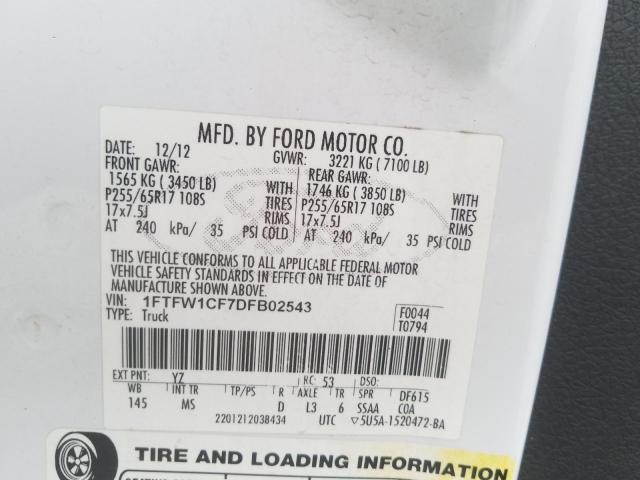 MFD. BY FORD MOTOR CO.
DATE: 12/12 GVWR: 3221 KG ( 7100 LB)
FRONT GAWR: REAR GAWR:
1565 KG ( 3450 LB) WITH 1746 KG ( 3850 LB) WITH
P255/65R17 108S TIRES P255/65R17 108S TIRES
17x7.5J RIMS 17x7.5J RIMS
AT 240 kPa/ 35 PSI COLD AT 240 kPa/ 35 PSI COLD
THIS VEHICLE CONFORMS TO ALL APPLICABLE FEDERAL MOTOR
VEHICLE SAFETY STANDARDS IN EFFECT ON THE DATE OF
MANUFACTURE SHOWN ABOVE.
VIN: 1FTFW1CF7DFB02543 F0044
TYPE: Truck T0794
EXT PNT: YZ RC: 53 DSO:
WB INT TR TP/PS R AXLE TR SPR DF615
145 MS D L3 6 SSAA COA
2201212038434 UTC ▽5U5A-1520472-BA
TIRE AND LOADING INFORMATION